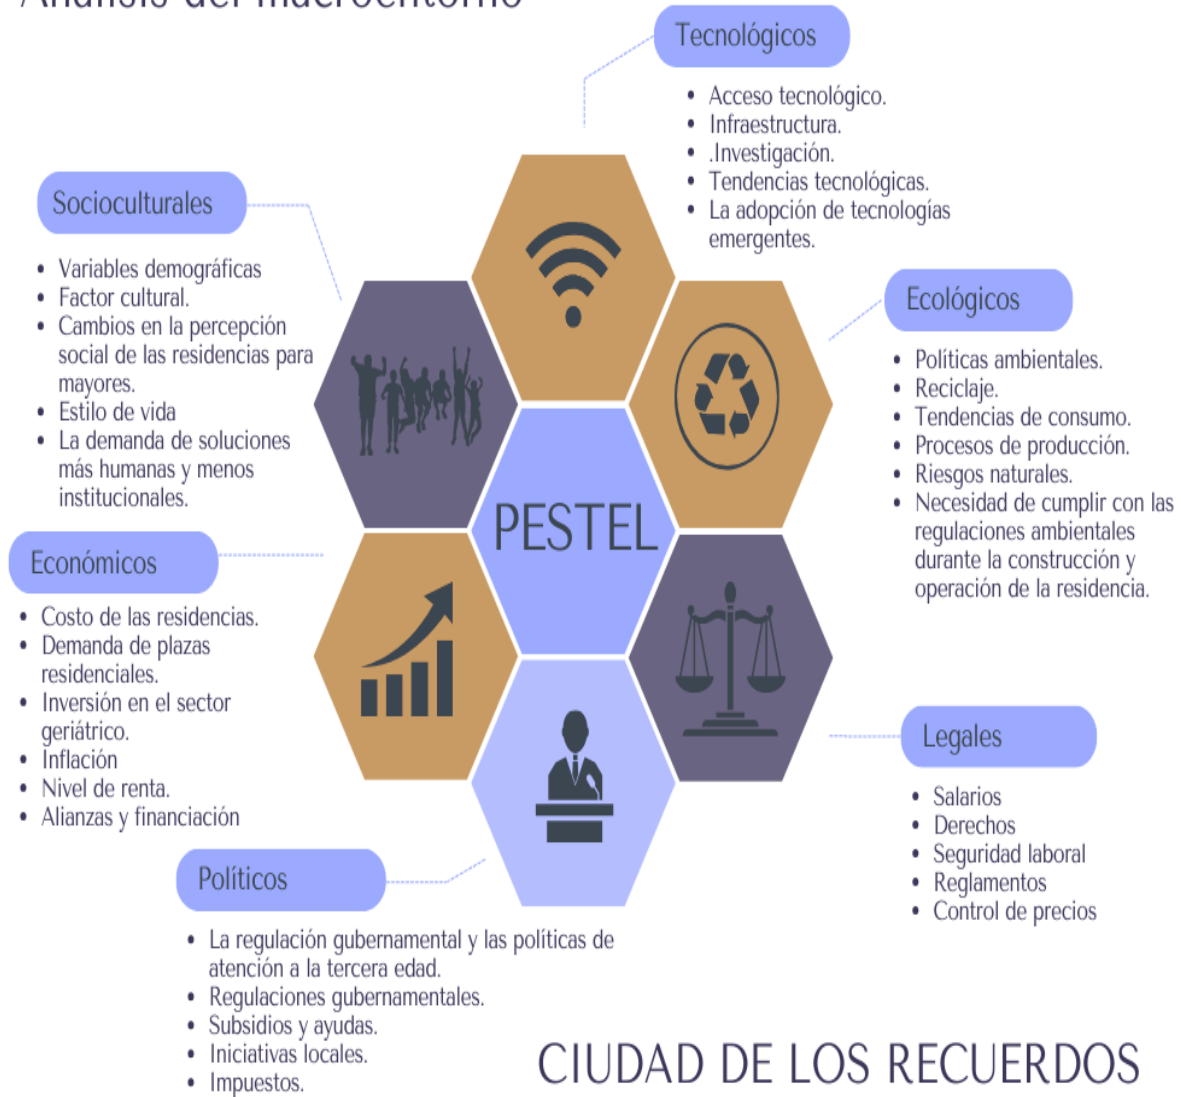 Análisis del macroentorno
Tecnológicos
• Acceso tecnológico.
• Infraestructura.
• .Investigación.
• Tendencias tecnológicas.
• La adopción de tecnologías
emergentes.
Socioculturales
• Variables demográficas
• Factor cultural.
• Cambios en la percepción
social de las residencias para
mayores.
• Estilo de vida
• La demanda de soluciones
más humanas y menos
institucionales.
Ecológicos
• Políticas ambientales.
• Reciclaje.
• Tendencias de consumo.
• Procesos de producción.
• Riesgos naturales.
• Necesidad de cumplir con las
regulaciones ambientales
durante la construcción y
operación de la residencia.
PESTEL
Económicos
• Costo de las residencias.
• Demanda de plazas
residenciales.
• Inversión en el sector
geriátrico.
• Inflación
• Nivel de renta.
• Alianzas y financiación
Legales
• Salarios
• Derechos
• Seguridad laboral
• Reglamentos
• Control de precios
Políticos
• La regulación gubernamental y las políticas de
atención a la tercera edad.
• Regulaciones gubernamentales.
• Subsidios y ayudas.
• Iniciativas locales.
• Impuestos.
CIUDAD DE LOS RECUERDOS